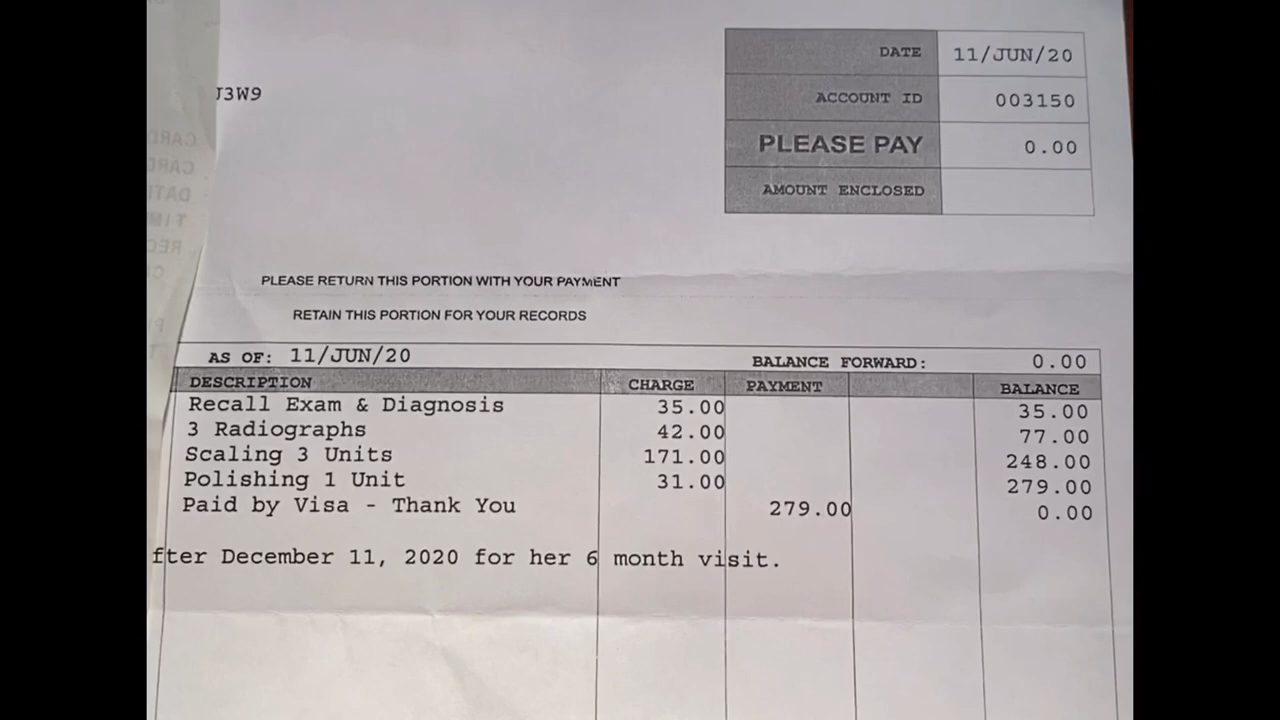 DATE 11/JUN/20
J3W9
ACCOUNT ID 003150
PLEASE PAY 0.00
AMOUNT ENCLOSED
PLEASE RETURN THIS PORTION WITH YOUR PAYMENT
RETAIN THIS PORTION FOR YOUR RECORDS
AS OF: 11/JUN/20 BALANCE FORWARD: 0.00
DESCRIPTION CHARGE PAYMENT BALANCE
Recall Exam & Diagnosis 35.00 35.00
3 Radiographs 42.00 77.00
Scaling 3 Units 171.00 248.00
Polishing 1 Unit 31.00 279.00
Paid by Visa - Thank You 279.00 0.00
fter December 11, 2020 for her 6 month visit.